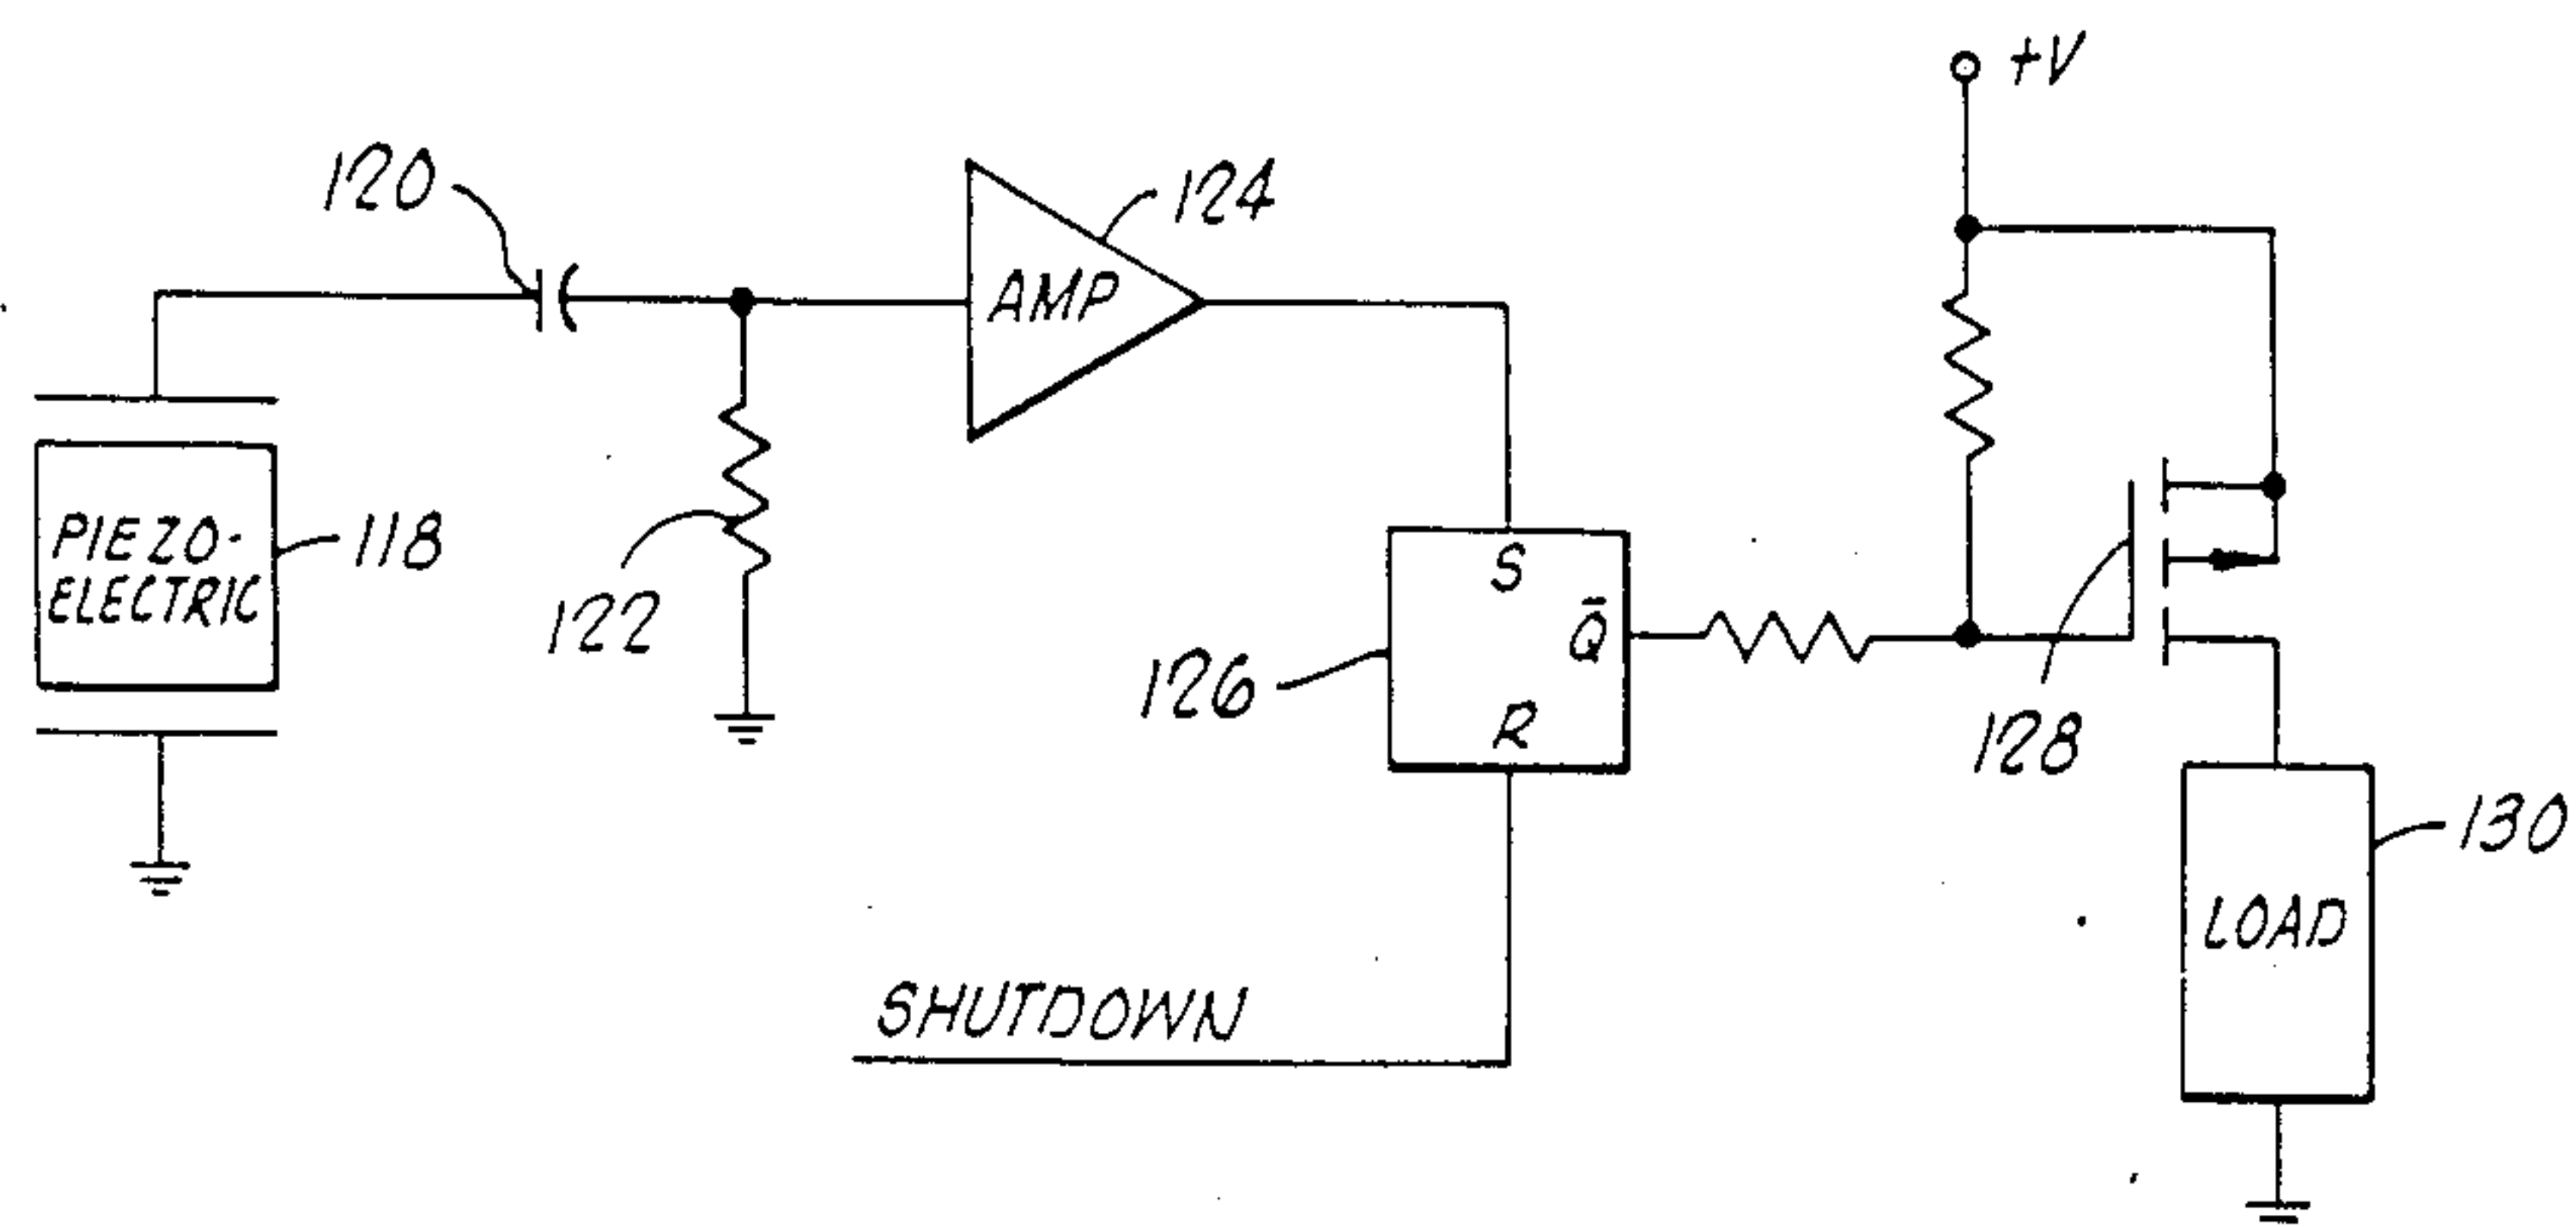 +V
120
124
AMP
PIEZO-
ELECTRIC
118
122
S
Q̄
R
126
128
130
LOAD
SHUTDOWN